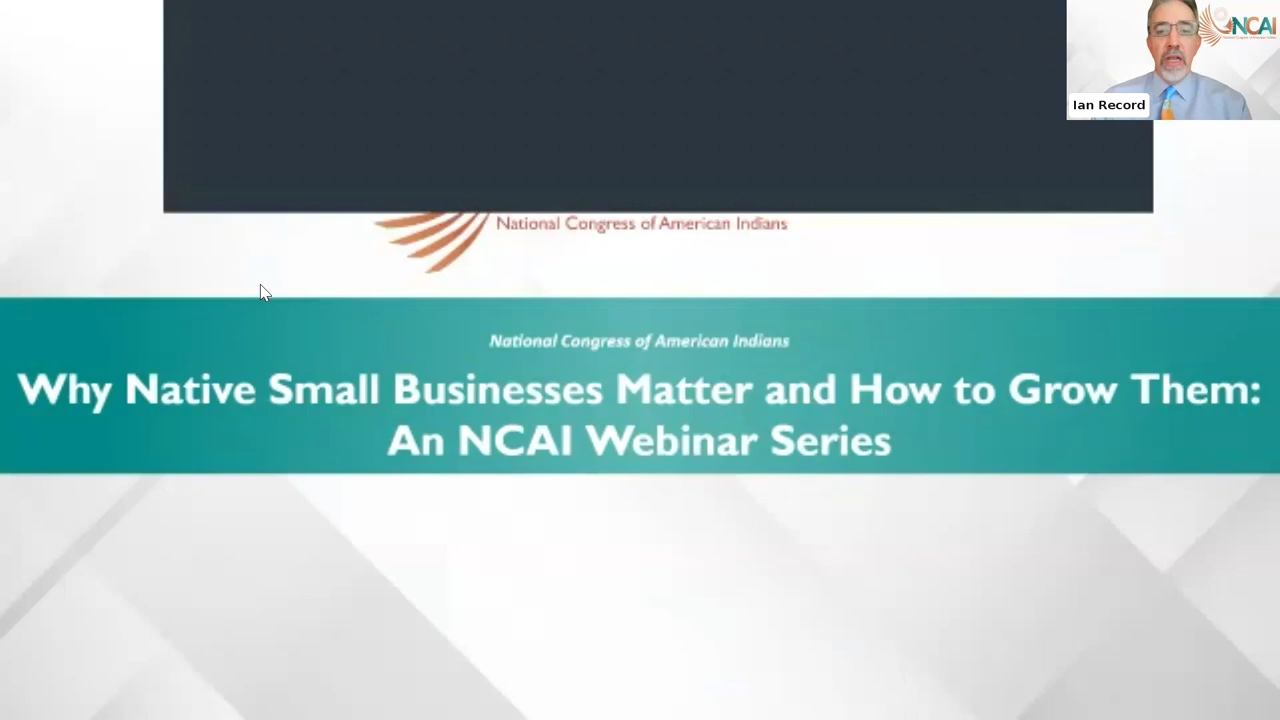 NCAI
Ian Record
National Congress of American Indians
National Congress of American Indians
Why Native Small Businesses Matter and How to Grow Them:
An NCAI Webinar Series